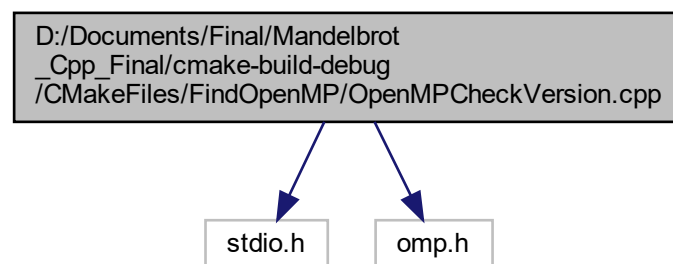 D:/Documents/Final/Mandelbrot
_Cpp_Final/cmake-build-debug
/CMakeFiles/FindOpenMP/OpenMPCheckVersion.cpp
stdio.h
omp.h